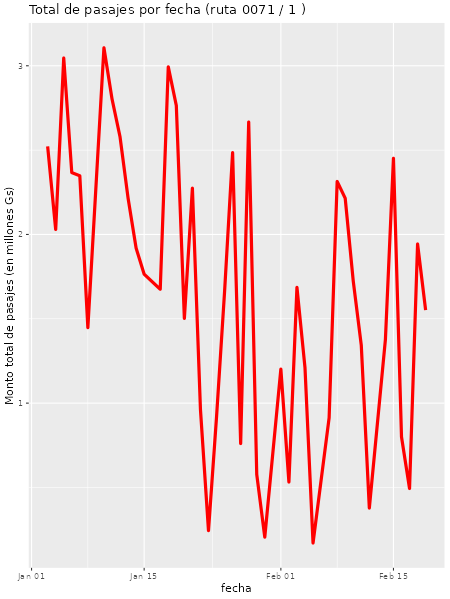 Total de pasajes por fecha (ruta 0071 / 1 )
Monto total de pasajes (en millones Gs)
3
2
1
Jan 01
Jan 15
Feb 01
Feb 15
fecha